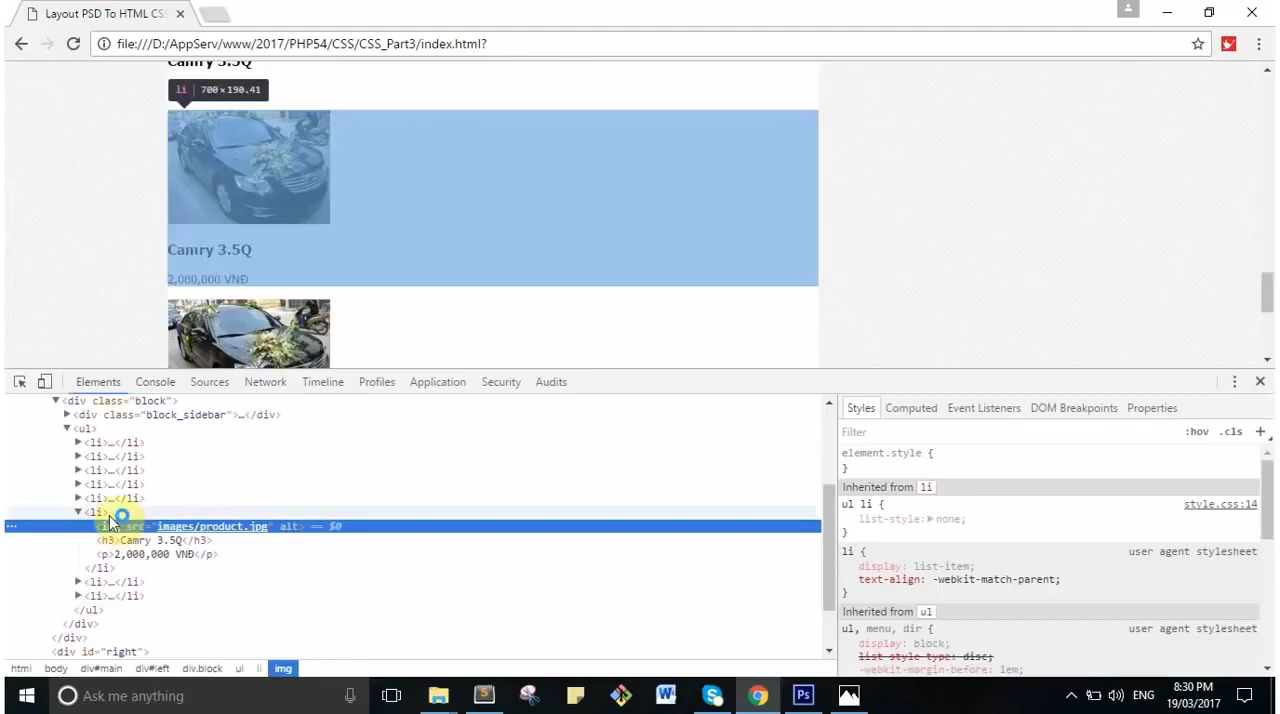 Layout PSD To HTML CS
file:///D:/AppServ/www/2017/PHP54/CSS/CSS_Part3/index.html?
Camry 3.5Q
li 700×190.41
Camry 3.5Q
2,000,000 VNĐ
Elements Console Sources Network Timeline Profiles Application Security Audits
▼<div class="block">
▶<div class="block_sidebar">…</div>
▼<ul>
▶<li>…</li>
▶<li>…</li>
▶<li>…</li>
▶<li>…</li>
▶<li>…</li>
▼<li>
src="images/product.jpg" alt> == $0
<h3>Camry 3.5Q</h3>
<p>2,000,000 VNĐ</p>
</li>
▶<li>…</li>
▶<li>…</li>
</ul>
</div>
</div>
<div id="right">
html body div#main div#left div.block ul li img
Styles Computed Event Listeners DOM Breakpoints Properties
Filter :hov .cls +
element.style {
}
Inherited from li
ul li { style.css:14
list-style:▶none;
}
li { user agent stylesheet
display: list-item;
text-align: -webkit-match-parent;
}
Inherited from ul
ul, menu, dir { user agent stylesheet
display: block;
list-style-type: disc;
-webkit-margin-before: 1em;
Ask me anything
ENG
8:30 PM
19/03/2017